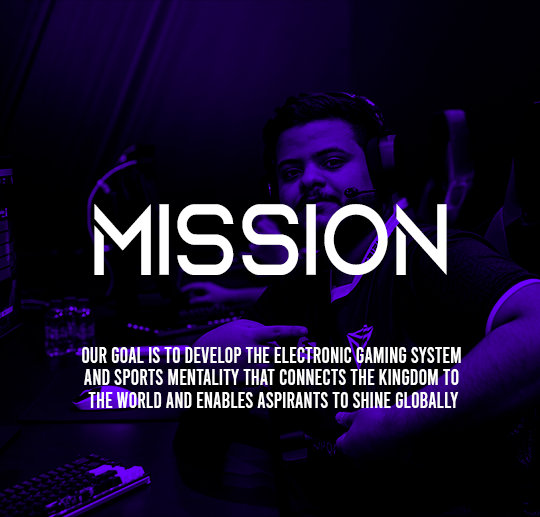 MISSION
OUR GOAL IS TO DEVELOP THE ELECTRONIC GAMING SYSTEM
AND SPORTS MENTALITY THAT CONNECTS THE KINGDOM TO
THE WORLD AND ENABLES ASPIRANTS TO SHINE GLOBALLY